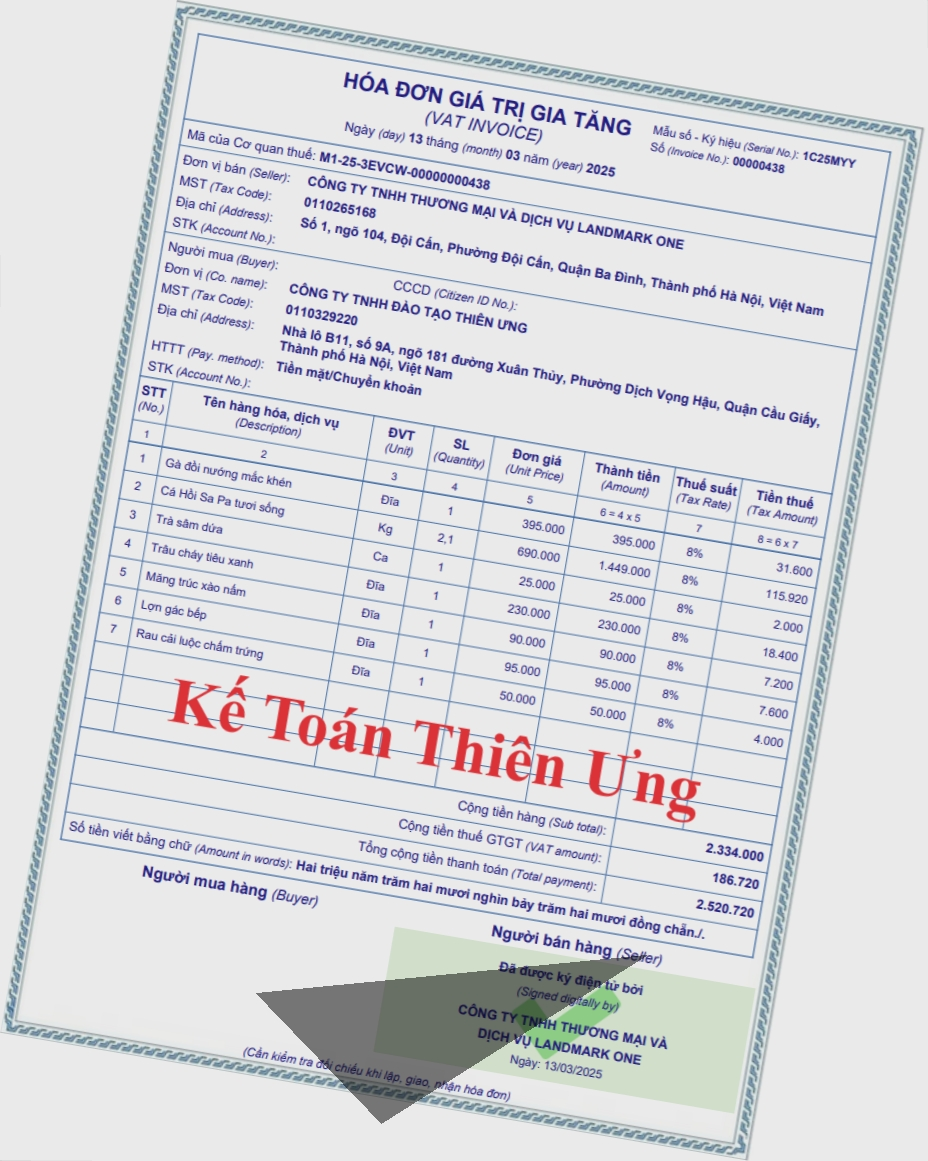 HÓA ĐƠN GIÁ TRỊ GIA TĂNG
(VAT INVOICE)
Ngày (day) 13 tháng (month) 03 năm (year) 2025
Mẫu số - Ký hiệu (Serial No.): 1C25MYY
Số (Invoice No.): 00000438
Mã của Cơ quan thuế: M1-25-3EVCW-00000000438
Đơn vị bán (Seller): CÔNG TY TNHH THƯƠNG MẠI VÀ DỊCH VỤ LANDMARK ONE
MST (Tax Code): 0110265168
Địa chỉ (Address): Số 1, ngõ 104, Đội Cấn, Phường Đội Cấn, Quận Ba Đình, Thành phố Hà Nội, Việt Nam
STK (Account No.):
Người mua (Buyer): CCCD (Citizen ID No.):
Đơn vị (Co. name): CÔNG TY TNHH ĐÀO TẠO THIÊN ƯNG
MST (Tax Code): 0110329220
Địa chỉ (Address): Nhà lô B11, số 9A, ngõ 181 đường Xuân Thủy, Phường Dịch Vọng Hậu, Quận Cầu Giấy,
Thành phố Hà Nội, Việt Nam
HTTT (Pay. method): Tiền mặt/Chuyển khoản
STK (Account No.):
STT Tên hàng hóa, dịch vụ ĐVT SL Đơn giá Thành tiền Thuế suất Tiền thuế
(No.) (Description) (Unit) (Quantity) (Unit Price) (Amount) (Tax Rate) (Tax Amount)
1 2 3 4 5 6 = 4 x 5 7 8 = 6 x 7
1 Gà đồi nướng mắc khén Đĩa 1 395.000 395.000 8% 31.600
2 Cá Hồi Sa Pa tươi sống Kg 2,1 690.000 1.449.000 8% 115.920
3 Trà sâm dứa Ca 1 25.000 25.000 8% 2.000
4 Trâu cháy tiêu xanh Đĩa 1 230.000 230.000 8% 18.400
5 Măng trúc xào nấm Đĩa 1 90.000 90.000 8% 7.200
6 Lợn gác bếp Đĩa 1 95.000 95.000 8% 7.600
7 Rau cải luộc chấm trứng Đĩa 1 50.000 50.000 8% 4.000
Kế Toán Thiên Ưng
Cộng tiền hàng (Sub total): 2.334.000
Cộng tiền thuế GTGT (VAT amount): 186.720
Tổng cộng tiền thanh toán (Total payment): 2.520.720
Số tiền viết bằng chữ (Amount in words): Hai triệu năm trăm hai mươi nghìn bảy trăm hai mươi đồng chẵn./.
Người mua hàng (Buyer)
Người bán hàng (Seller)
Đã được ký điện tử bởi
(Signed digitally by)
CÔNG TY TNHH THƯƠNG MẠI VÀ
DỊCH VỤ LANDMARK ONE
Ngày: 13/03/2025
(Cần kiểm tra đối chiếu khi lập, giao, nhận hóa đơn)